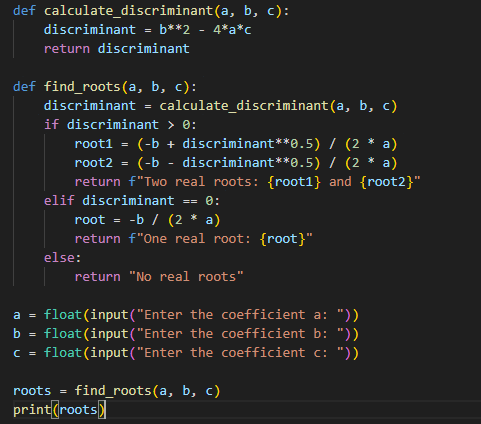 def calculate_discriminant(a, b, c):
    discriminant = b**2 - 4*a*c
    return discriminant

def find_roots(a, b, c):
    discriminant = calculate_discriminant(a, b, c)
    if discriminant > 0:
        root1 = (-b + discriminant**0.5) / (2 * a)
        root2 = (-b - discriminant**0.5) / (2 * a)
        return f"Two real roots: {root1} and {root2}"
    elif discriminant == 0:
        root = -b / (2 * a)
        return f"One real root: {root}"
    else:
        return "No real roots"

a = float(input("Enter the coefficient a: "))
b = float(input("Enter the coefficient b: "))
c = float(input("Enter the coefficient c: "))

roots = find_roots(a, b, c)
print(roots)